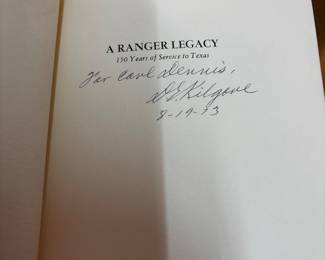 A RANGER LEGACY
150 Years of Service to Texas
For Carl Dennis,
D E Kilgore
8-19-73